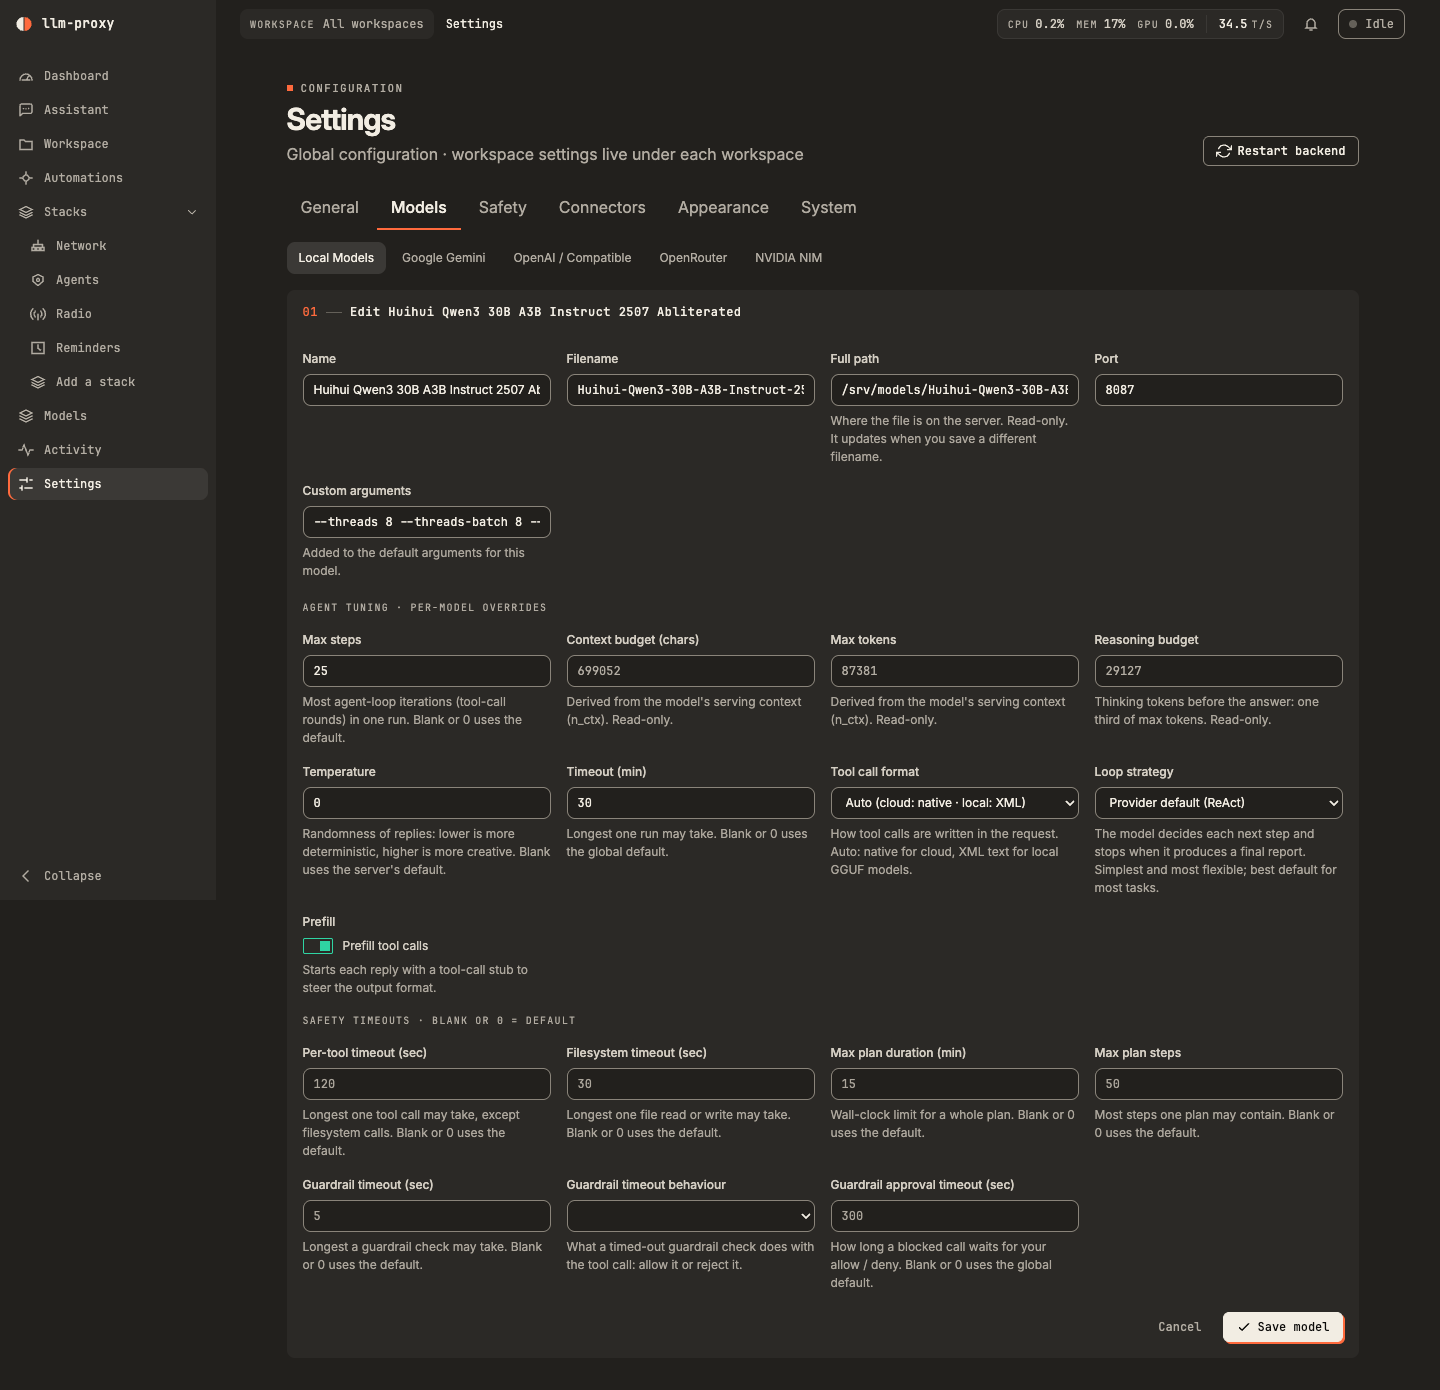 llm-proxy
WORKSPACE All workspaces
Settings
CPU 0.2% MEM 17% GPU 0.0% 34.5 T/S
Idle
Dashboard
Assistant
Workspace
Automations
Stacks
Network
Agents
Radio
Reminders
Add a stack
Models
Activity
Settings
Collapse
CONFIGURATION
Settings
Global configuration · workspace settings live under each workspace
Restart backend
General Models Safety Connectors Appearance System
Local Models Google Gemini OpenAI / Compatible OpenRouter NVIDIA NIM
01 — Edit Huihui Qwen3 30B A3B Instruct 2507 Abliterated
Name
Huihui Qwen3 30B A3B Instruct 2507 Ab
Filename
Huihui-Qwen3-30B-A3B-Instruct-25
Full path
/srv/models/Huihui-Qwen3-30B-A3B
Where the file is on the server. Read-only.
It updates when you save a different
filename.
Port
8087
Custom arguments
--threads 8 --threads-batch 8 --
Added to the default arguments for this
model.
AGENT TUNING · PER-MODEL OVERRIDES
Max steps
25
Most agent-loop iterations (tool-call
rounds) in one run. Blank or 0 uses the
default.
Context budget (chars)
699052
Derived from the model's serving context
(n_ctx). Read-only.
Max tokens
87381
Derived from the model's serving context
(n_ctx). Read-only.
Reasoning budget
29127
Thinking tokens before the answer: one
third of max tokens. Read-only.
Temperature
0
Randomness of replies: lower is more
deterministic, higher is more creative. Blank
uses the server's default.
Timeout (min)
30
Longest one run may take. Blank or 0 uses
the global default.
Tool call format
Auto (cloud: native · local: XML)
How tool calls are written in the request.
Auto: native for cloud, XML text for local
GGUF models.
Loop strategy
Provider default (ReAct)
The model decides each next step and
stops when it produces a final report.
Simplest and most flexible; best default for
most tasks.
Prefill
Prefill tool calls
Starts each reply with a tool-call stub to
steer the output format.
SAFETY TIMEOUTS · BLANK OR 0 = DEFAULT
Per-tool timeout (sec)
120
Longest one tool call may take, except
filesystem calls. Blank or 0 uses the
default.
Filesystem timeout (sec)
30
Longest one file read or write may take.
Blank or 0 uses the default.
Max plan duration (min)
15
Wall-clock limit for a whole plan. Blank or 0
uses the default.
Max plan steps
50
Most steps one plan may contain. Blank or
0 uses the default.
Guardrail timeout (sec)
5
Longest a guardrail check may take. Blank
or 0 uses the default.
Guardrail timeout behaviour
What a timed-out guardrail check does with
the tool call: allow it or reject it.
Guardrail approval timeout (sec)
300
How long a blocked call waits for your
allow / deny. Blank or 0 uses the global
default.
Cancel
Save model